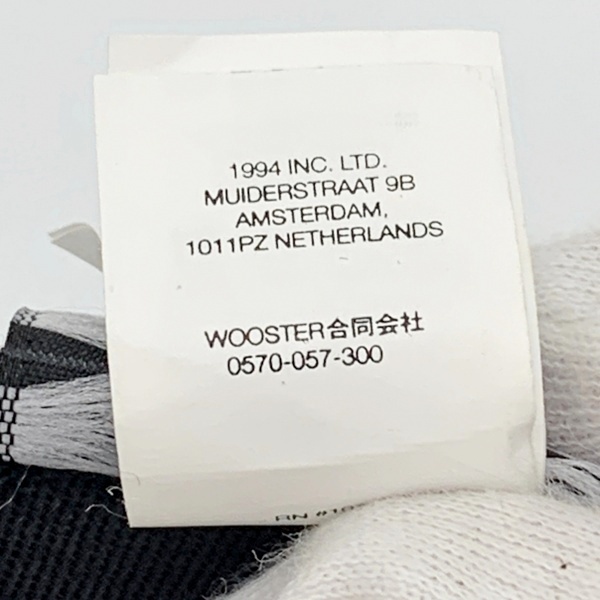 1994 INC. LTD.
MUIDERSTRAAT 9B
AMSTERDAM,
1011PZ NETHERLANDS
WOOSTER合同会社
0570-057-300
RN